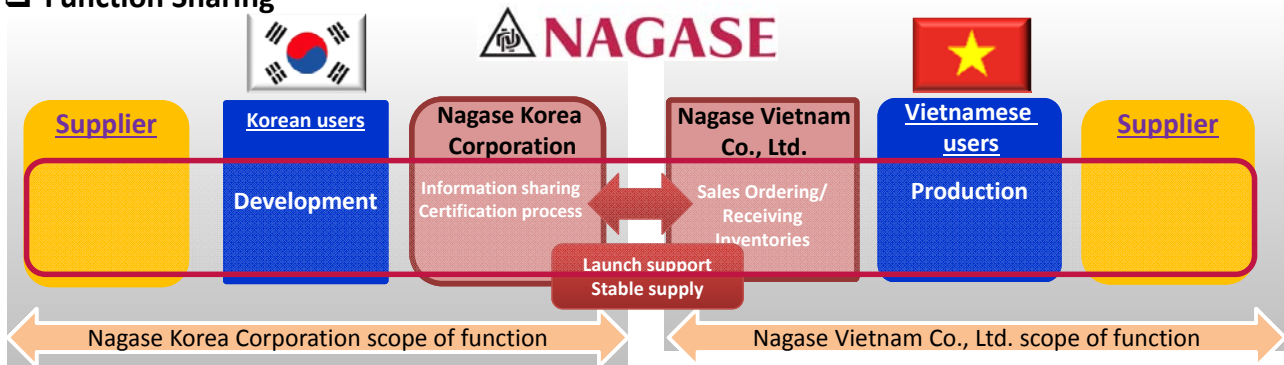 Function Sharing
NAGASE
Supplier
Korean users
Development
Nagase Korea
Corporation
Information sharing
Certification process
Nagase Vietnam
Co., Ltd.
Sales Ordering/
Receiving
Inventories
Vietnamese
users
Production
Supplier
Launch support
Stable supply
Nagase Korea Corporation scope of function
Nagase Vietnam Co., Ltd. scope of function